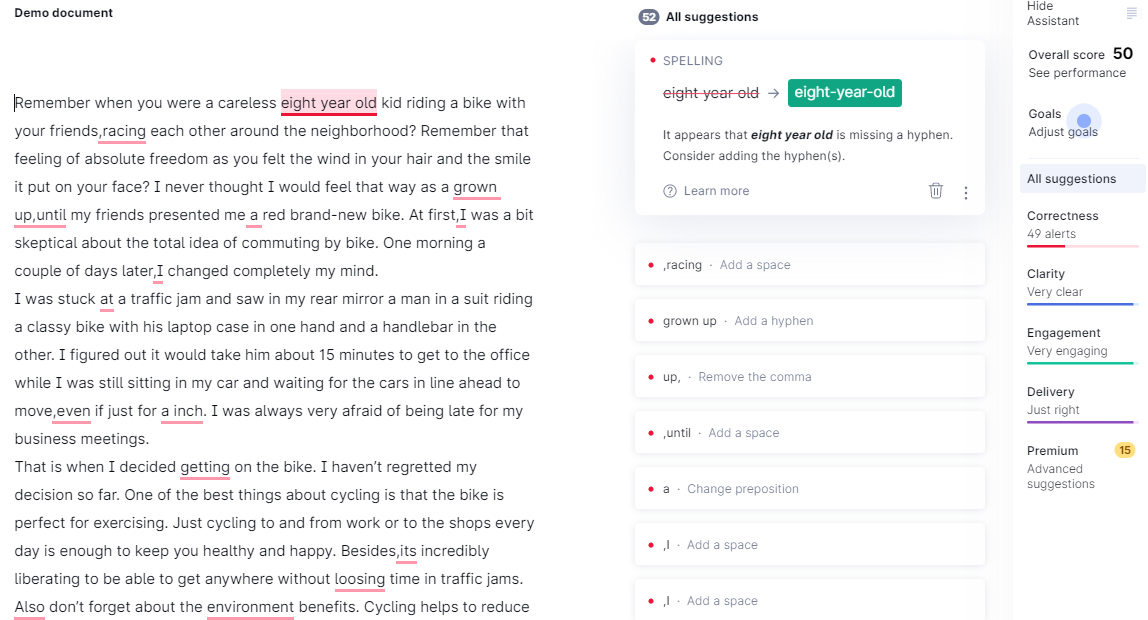 Demo document
Remember when you were a careless eight year old kid riding a bike with
your friends,racing each other around the neighborhood? Remember that
feeling of absolute freedom as you felt the wind in your hair and the smile
it put on your face? I never thought I would feel that way as a grown
up,until my friends presented me a red brand-new bike. At first,I was a bit
skeptical about the total idea of commuting by bike. One morning a
couple of days later,I changed completely my mind.
I was stuck at a traffic jam and saw in my rear mirror a man in a suit riding
a classy bike with his laptop case in one hand and a handlebar in the
other. I figured out it would take him about 15 minutes to get to the office
while I was still sitting in my car and waiting for the cars in line ahead to
move,even if just for a inch. I was always very afraid of being late for my
business meetings.
That is when I decided getting on the bike. I haven’t regretted my
decision so far. One of the best things about cycling is that the bike is
perfect for exercising. Just cycling to and from work or to the shops every
day is enough to keep you healthy and happy. Besides,its incredibly
liberating to be able to get anywhere without loosing time in traffic jams.
Also don’t forget about the environment benefits. Cycling helps to reduce
52 All suggestions
SPELLING
eight year old → eight-year-old
It appears that eight year old is missing a hyphen.
Consider adding the hyphen(s).
Learn more
,racing · Add a space
grown up · Add a hyphen
up, · Remove the comma
,until · Add a space
a · Change preposition
,I · Add a space
,I · Add a space
Hide
Assistant
Overall score 50
See performance
Goals
Adjust goals
All suggestions
Correctness
49 alerts
Clarity
Very clear
Engagement
Very engaging
Delivery
Just right
Premium 15
Advanced
suggestions